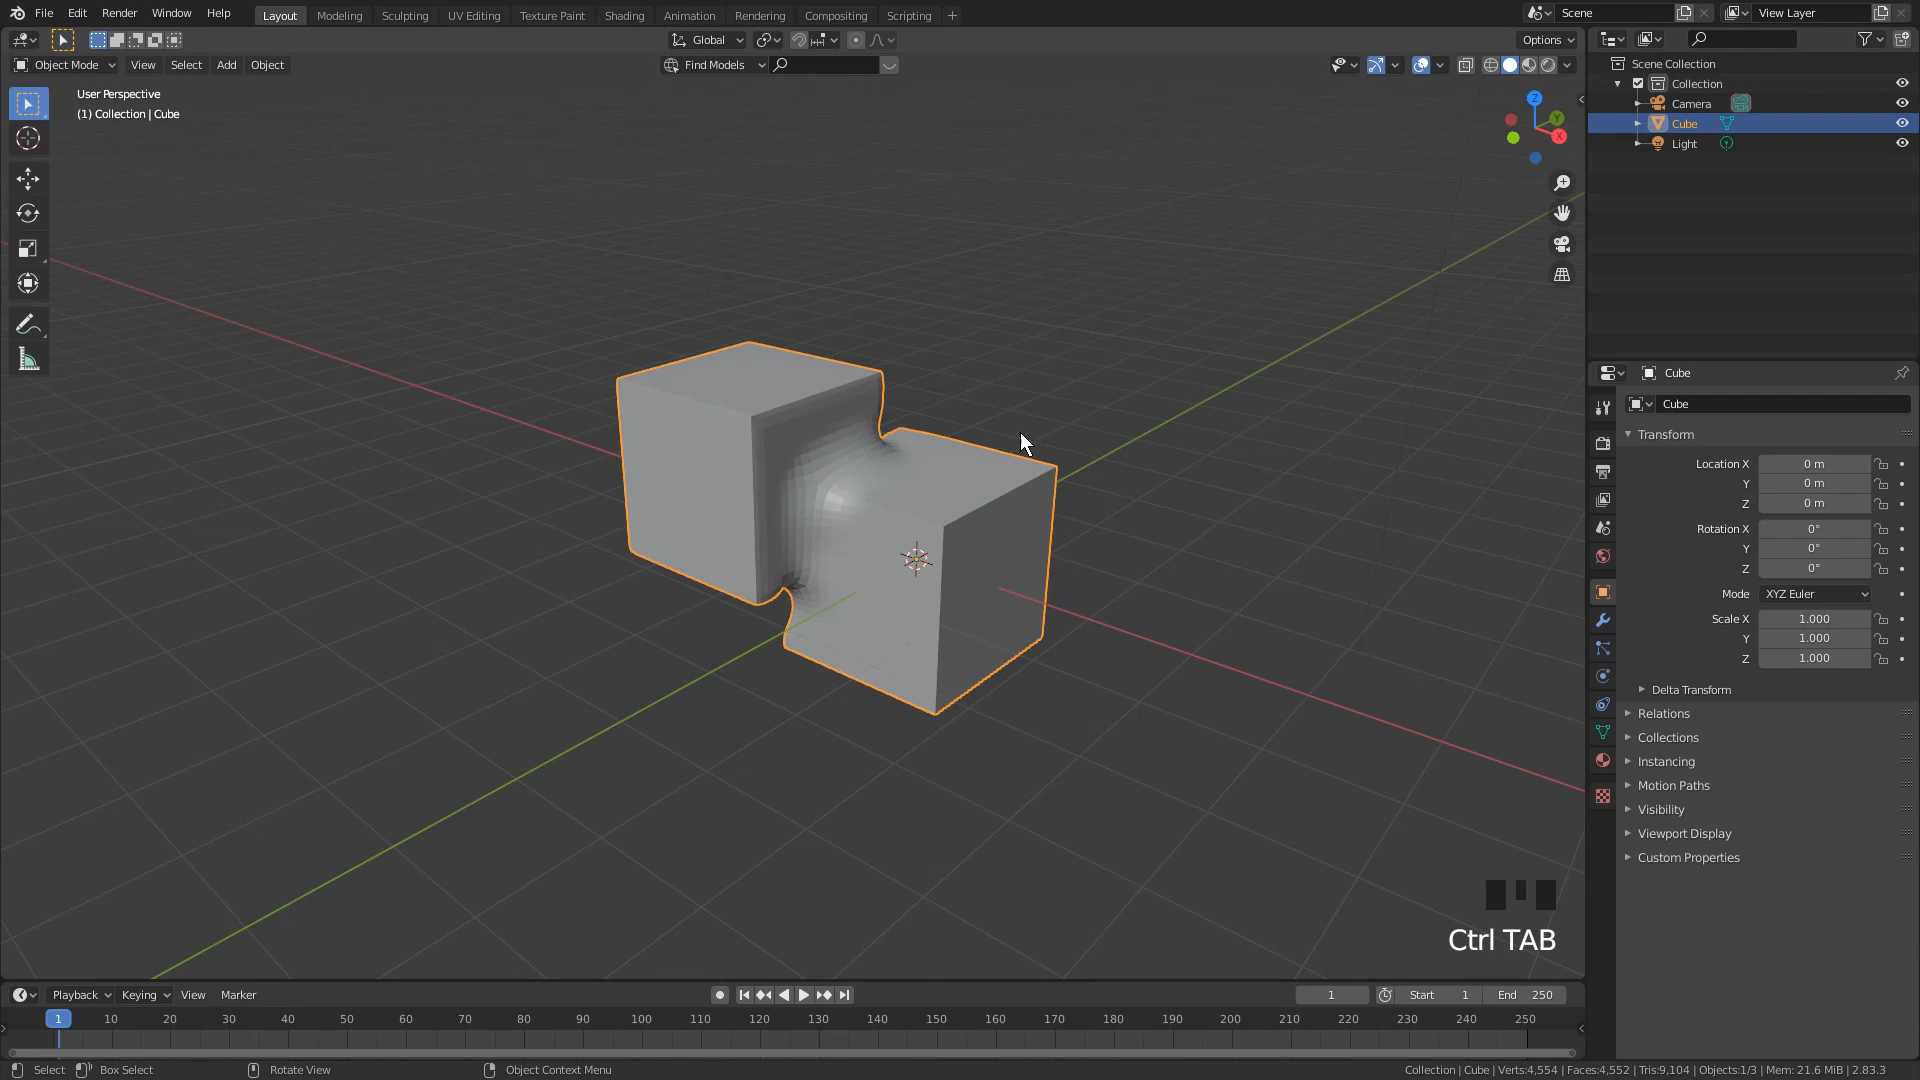 File Edit Render Window Help Layout Modeling Sculpting UV Editing Texture Paint Shading Animation Rendering Compositing Scripting + Scene View Layer
Global Options
Object Mode View Select Add Object Find Models
User Perspective
(1) Collection | Cube
Z
Y
X
Scene Collection
Collection
Camera
Cube
Light
Cube
Cube
Transform
Location X 0 m
Y 0 m
Z 0 m
Rotation X 0°
Y 0°
Z 0°
Mode XYZ Euler
Scale X 1.000
Y 1.000
Z 1.000
Delta Transform
Relations
Collections
Instancing
Motion Paths
Visibility
Viewport Display
Custom Properties
Ctrl TAB
Playback Keying View Marker 1 Start 1 End 250
1 10 20 30 40 50 60 70 80 90 100 110 120 130 140 150 160 170 180 190 200 210 220 230 240 250
Select Box Select Rotate View Object Context Menu Collection | Cube | Verts:4,554 | Faces:4,552 | Tris:9,104 | Objects:1/3 | Mem: 21.6 MiB | 2.83.3